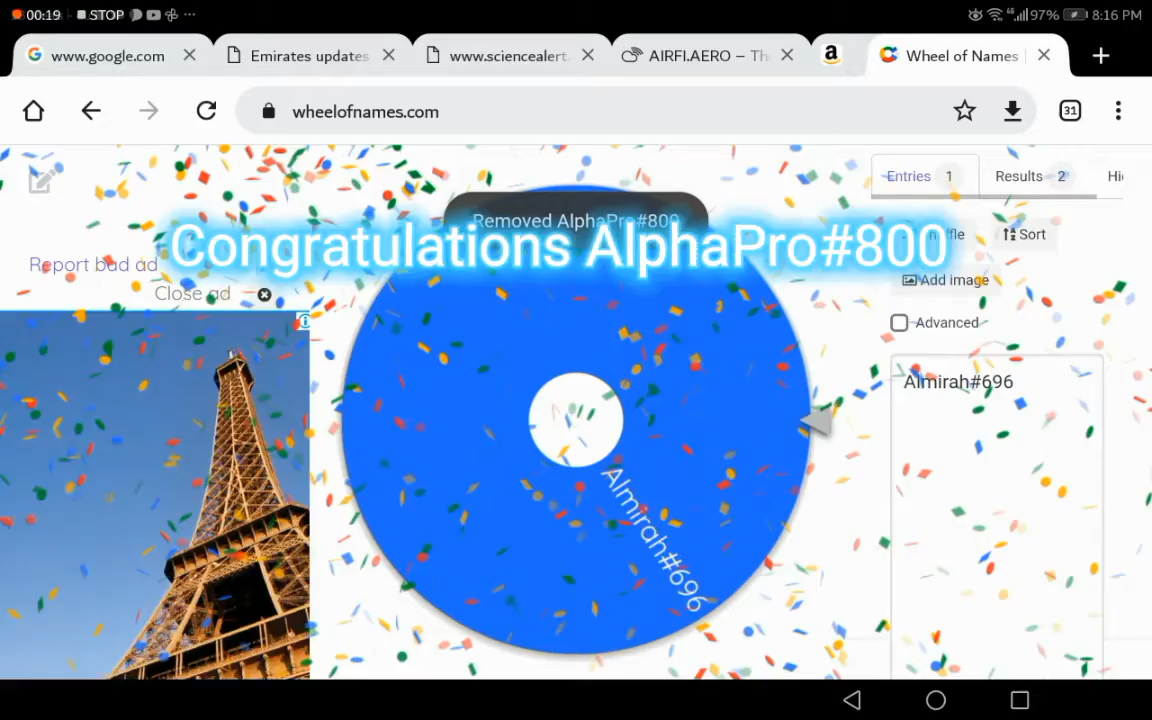 00:19 STOP
4G 97% 8:16 PM
www.google.com
Emirates updates
www.sciencealert.
AIRFI.AERO – Th
Wheel of Names
wheelofnames.com
31
Entries 1
Results 2
Hi
Removed AlphaPro#800
Congratulations AlphaPro#800
Sort
Report bad ad
Close ad
Add image
Advanced
Almirah#696
Almirah#696